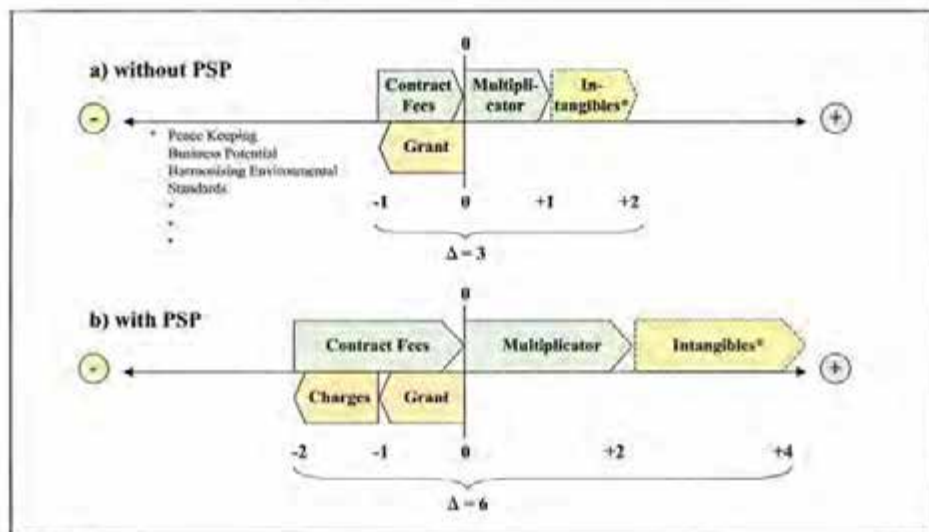 0
a) without PSP
Contract
Fees
Multipli-
cator
In-
tangibles*
-
+
* Peace Keeping
Business Potential
Harmonising Environmental
Standards
*
*
*
Grant
-1 0 +1 +2
Δ = 3
0
b) with PSP
Contract Fees Multiplicator Intangibles*
-
+
Charges Grant
-2 -1 0 +2 +4
Δ = 6